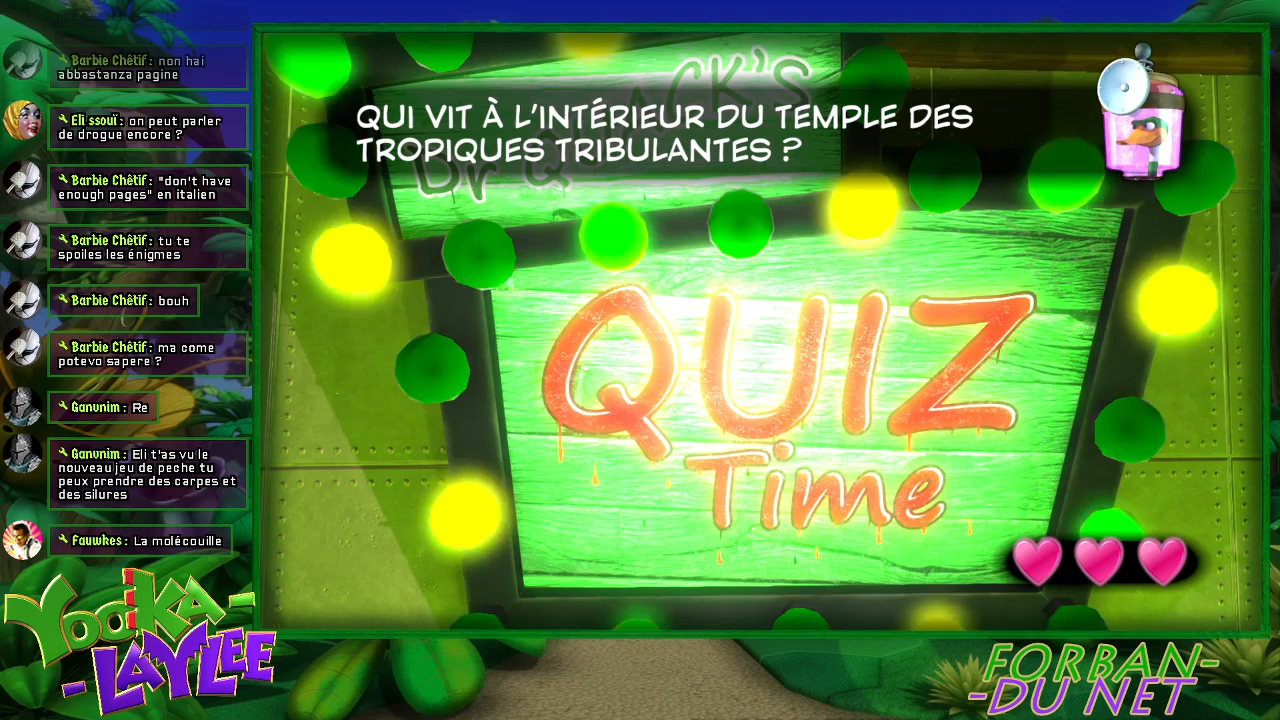 Barbie Chêtif: non hai
abbastanza pagine
Eli ssouï: on peut parler
de drogue encore ?
Barbie Chêtif: "don't have
enough pages" en italien
Barbie Chêtif: tu te
spoiles les énigmes
Barbie Chêtif: bouh
Barbie Chêtif: ma come
potevo sapere ?
Ganvnim: Re
Ganvnim: Eli t'as vu le
nouveau jeu de peche tu
peux prendre des carpes et
des silures
Fauwkes: La molécouille
YOOKA-
-LAYLEE
Dr QUACK'S
QUI VIT À L'INTÉRIEUR DU TEMPLE DES
TROPIQUES TRIBULANTES ?
QUIZ
Time
FORBAN-
-DU NET